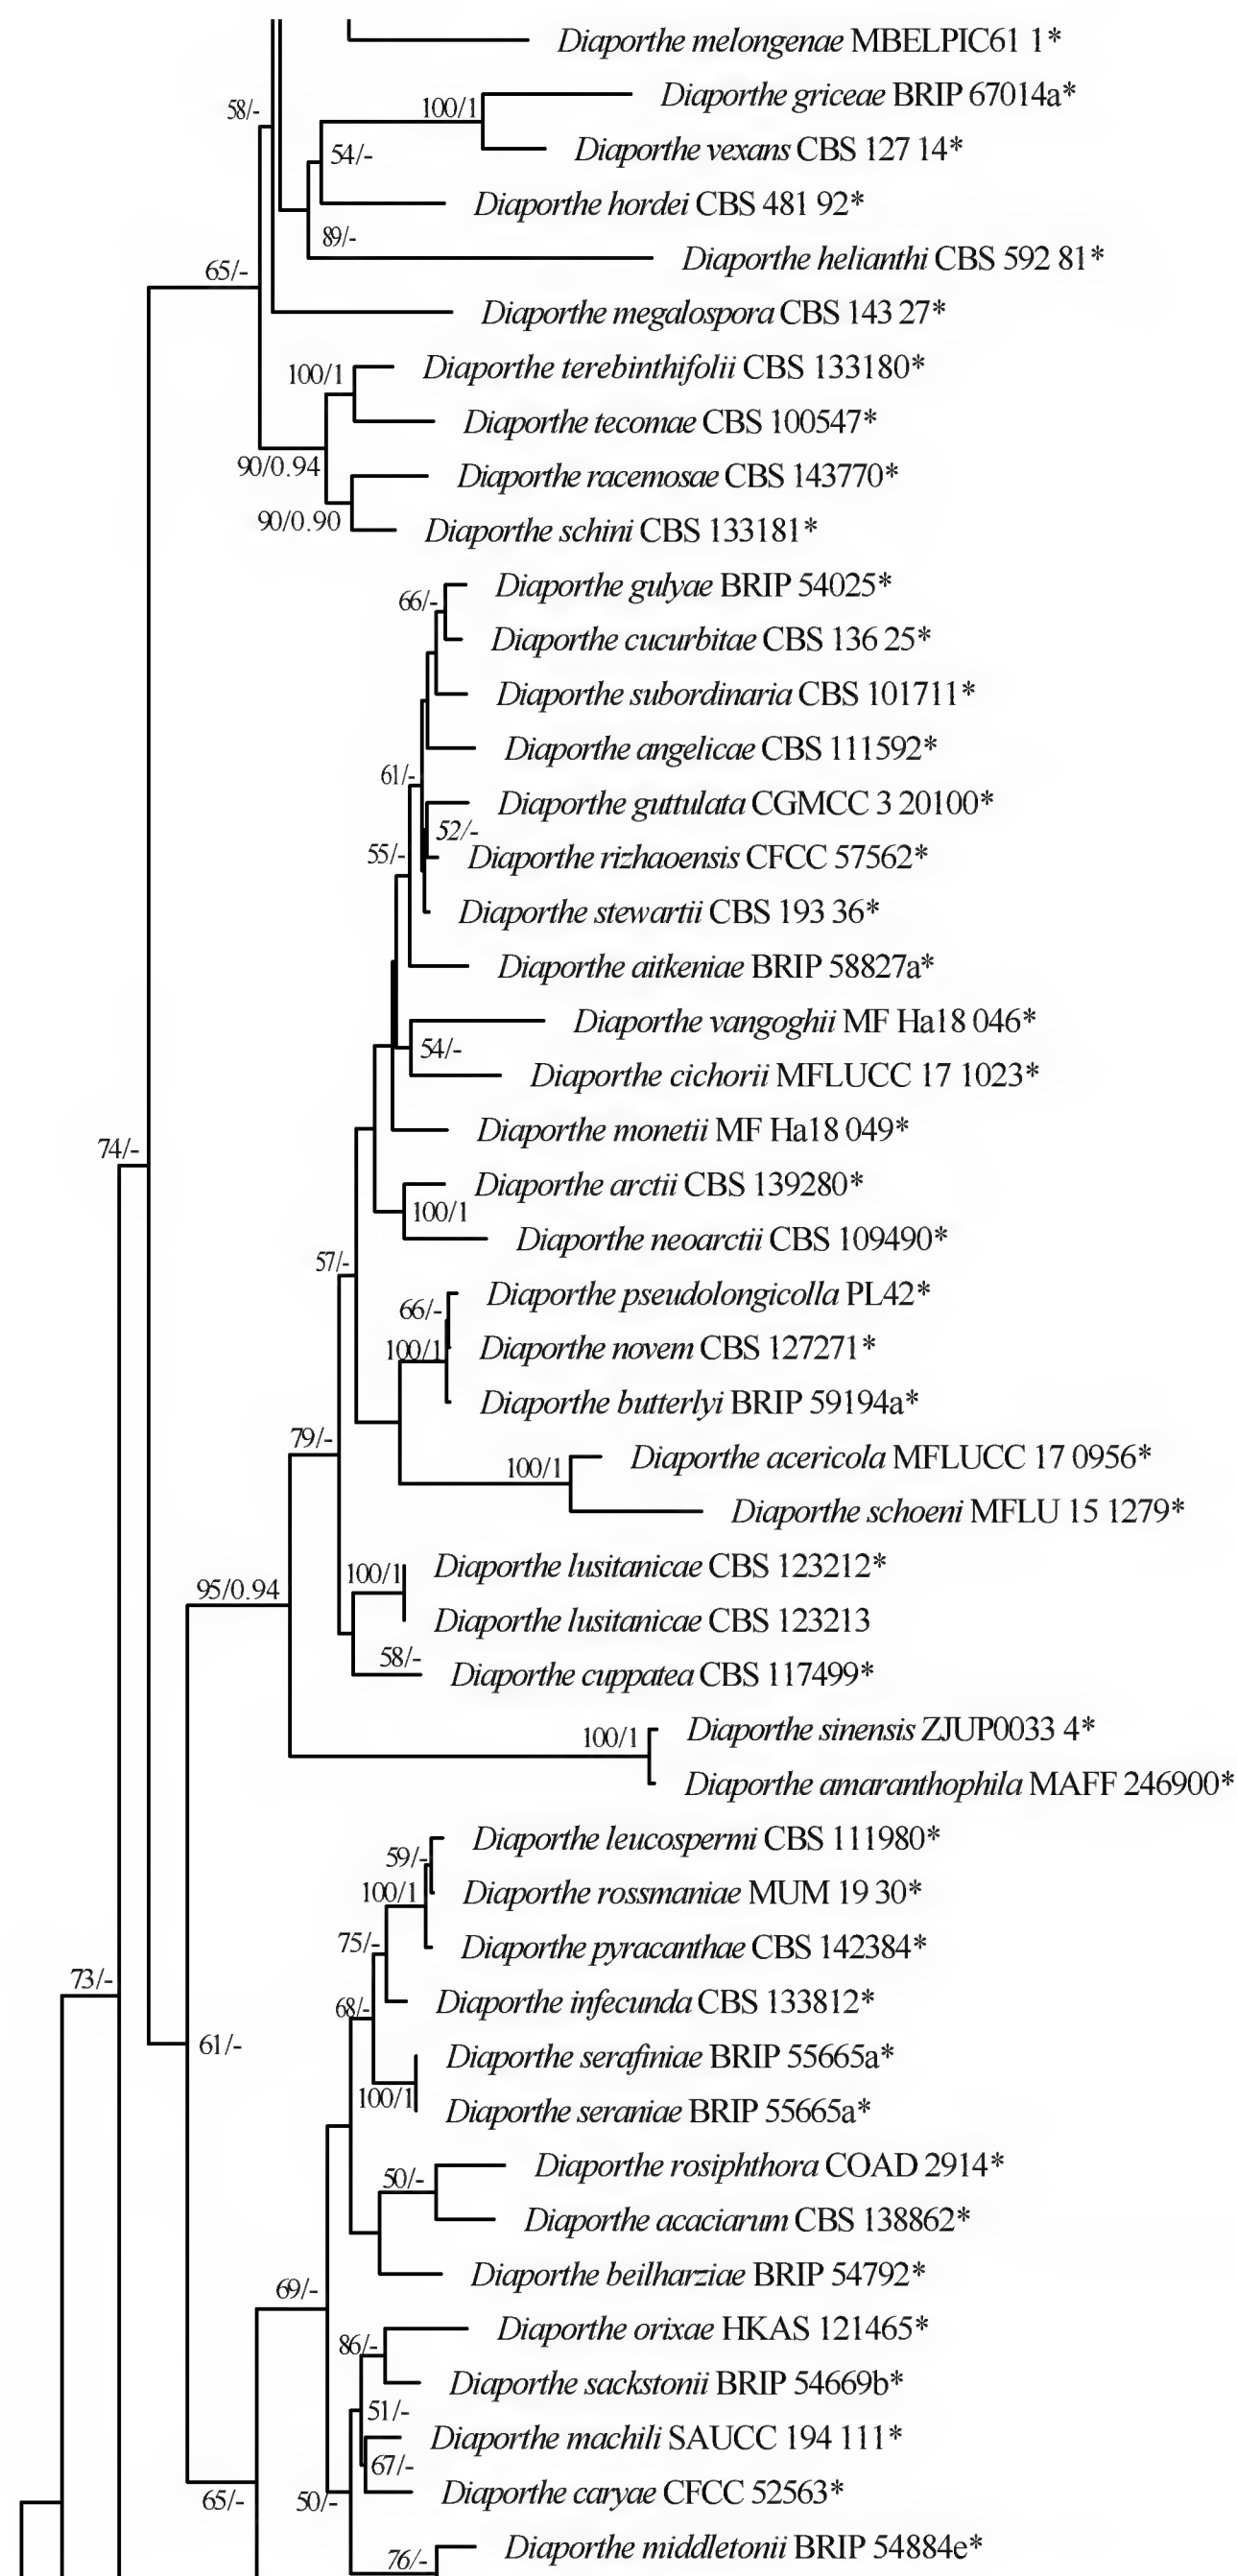 Diaporthe melongenae MBELPIC61 1*
Diaporthe griceae BRIP 67014a*
58/-
100/1
Diaporthe vexans CBS 127 14*
54/-
Diaporthe hordei CBS 481 92*
89/-
Diaporthe helianthi CBS 592 81*
65/-
Diaporthe megalospora CBS 143 27*
Diaporthe terebinthifolii CBS 133180*
100/1
Diaporthe tecomae CBS 100547*
90/0.94
Diaporthe racemosae CBS 143770*
90/0.90
Diaporthe schini CBS 133181*
Diaporthe gulyae BRIP 54025*
66/-
Diaporthe cucurbitae CBS 136 25*
Diaporthe subordinaria CBS 101711*
Diaporthe angelicae CBS 111592*
61/-
Diaporthe guttulata CGMCC 3 20100*
52/-
55/-
Diaporthe rizhaoensis CFCC 57562*
Diaporthe stewartii CBS 193 36*
Diaporthe aitkeniae BRIP 58827a*
Diaporthe vangoghii MF Ha18 046*
54/-
Diaporthe cichorii MFLUCC 17 1023*
Diaporthe monetii MF Ha18 049*
74/-
Diaporthe arctii CBS 139280*
100/1
Diaporthe neoarctii CBS 109490*
57/-
Diaporthe pseudolongicolla PL42*
66/-
Diaporthe novem CBS 127271*
100/1
Diaporthe butterlyi BRIP 59194a*
79/-
Diaporthe acericola MFLUCC 17 0956*
100/1
Diaporthe schoeni MFLU 15 1279*
Diaporthe lusitanicae CBS 123212*
100/1
95/0.94
Diaporthe lusitanicae CBS 123213
58/-
Diaporthe cuppatea CBS 117499*
Diaporthe sinensis ZJUP0033 4*
100/1
Diaporthe amaranthophila MAFF 246900*
Diaporthe leucospermi CBS 111980*
59/-
Diaporthe rossmaniae MUM 19 30*
100/1
Diaporthe pyracanthae CBS 142384*
75/-
73/-
Diaporthe infecunda CBS 133812*
68/-
61/-
Diaporthe serafiniae BRIP 55665a*
100/1
Diaporthe seraniae BRIP 55665a*
Diaporthe rosiphthora COAD 2914*
50/-
Diaporthe acaciarum CBS 138862*
Diaporthe beilharziae BRIP 54792*
69/-
Diaporthe orixae HKAS 121465*
86/-
Diaporthe sackstonii BRIP 54669b*
51/-
Diaporthe machili SAUCC 194 111*
67/-
Diaporthe caryae CFCC 52563*
65/-
50/-
Diaporthe middletonii BRIP 54884e*
76/-